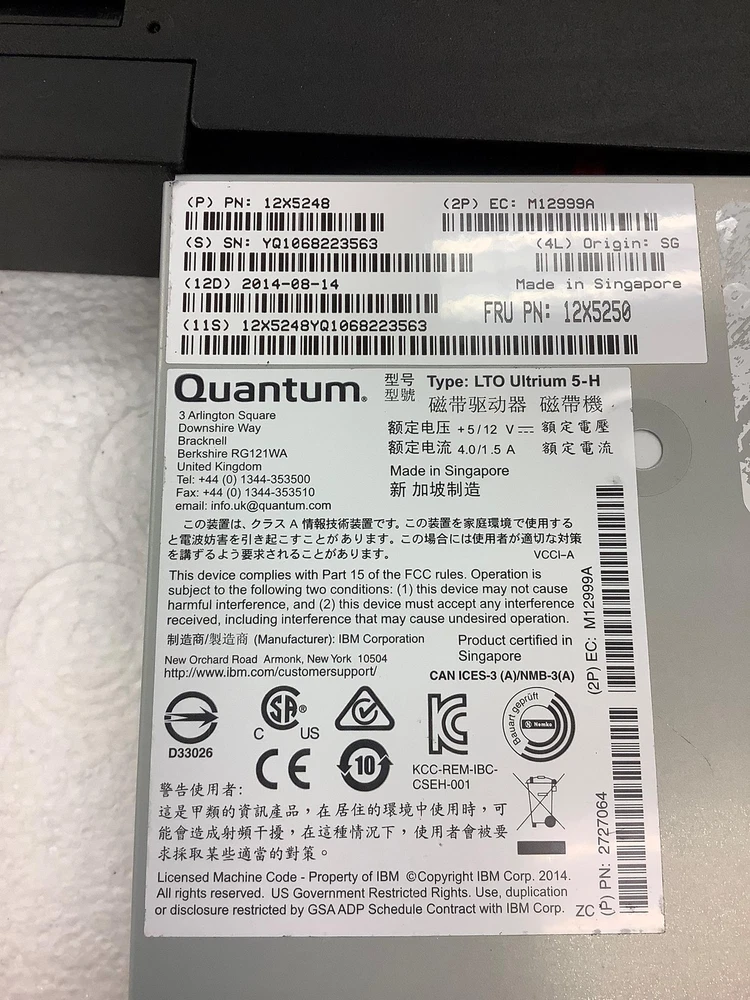 (P) PN: 12X5248
(2P) EC: M12999A
(S) SN: YQ1068223563
(4L) Origin: SG
(12D) 2014-08-14
Made in Singapore
FRU PN: 12X5250
(11S) 12X5248YQ1068223563
Quantum®
型号 Type: LTO Ultrium 5-H
型號 磁带驱动器 磁帶機
额定电压 +5/12 V 額定電壓
额定电流 4.0/1.5 A 額定電流
3 Arlington Square
Downshire Way
Bracknell
Berkshire RG121WA
United Kingdom
Tel: +44 (0) 1344-353500
Fax: +44 (0) 1344-353510
email: info.uk@quantum.com
Made in Singapore
新加坡制造
この装置は、クラス A 情報技術装置です。この装置を家庭環境で使用する
と電波妨害を引き起こすことがあります。この場合には使用者が適切な対策
を講ずるよう要求されることがあります。 VCCI-A
This device complies with Part 15 of the FCC rules. Operation is
subject to the following two conditions: (1) this device may not cause
harmful interference, and (2) this device must accept any interference
received, including interference that may cause undesired operation.
制造商/製造商 (Manufacturer): IBM Corporation
New Orchard Road Armonk, New York 10504
http://www.ibm.com/customersupport/
Product certified in
Singapore
CAN ICES-3 (A)/NMB-3(A)
D33026
C SA® US
CE
10
KCC-REM-IBC-
CSEH-001
Bauart geprüft
N Nemko
警告使用者:
這是甲類的資訊產品，在居住的環境中使用時，可
能會造成射頻干擾，在這種情況下，使用者會被要
求採取某些適當的對策。
Licensed Machine Code - Property of IBM ©Copyright IBM Corp. 2014.
All rights reserved. US Government Restricted Rights. Use, duplication
or disclosure restricted by GSA ADP Schedule Contract with IBM Corp. ZC
(2P) EC: M12999A
(P) PN: 2727064